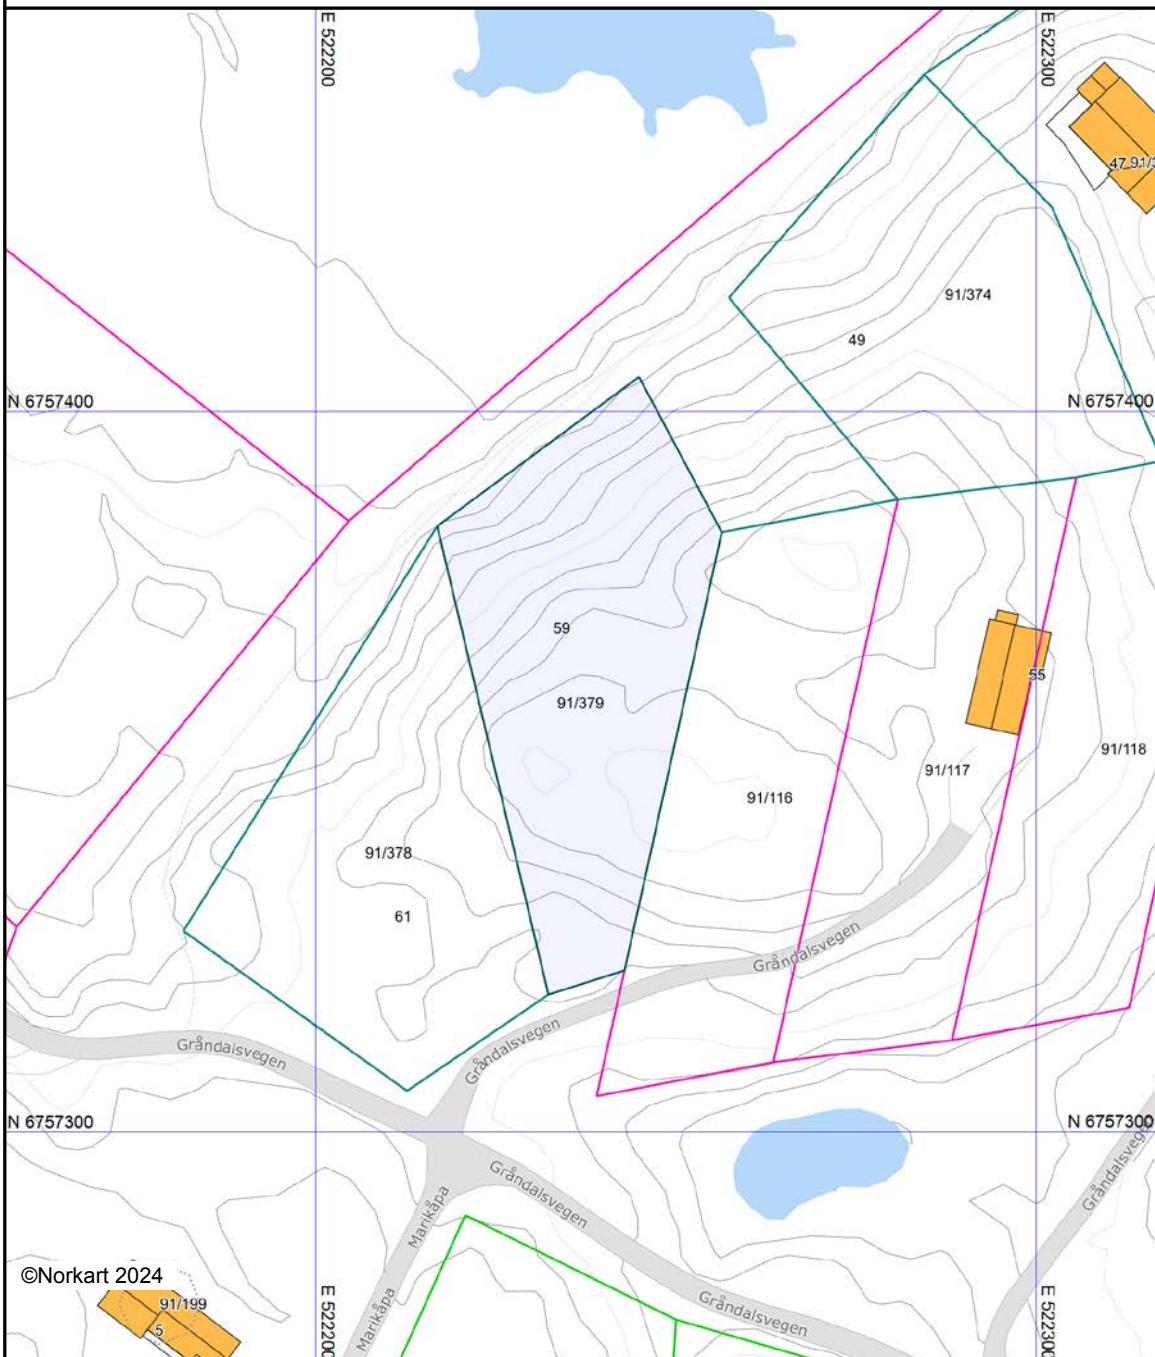 E 522200
E 522300
47 91/3
91/374
49
N 6757400
N 6757400
59
55
91/379
91/118
91/117
91/116
91/378
61
Gråndalsvegen
Gråndalsvegen
Gråndalsvegen
N 6757300
N 6757300
Gråndalsvegen
Gråndalsvegen
Marikåpa
©Norkart 2024
91/199
5
Marikåpa
Gråndalsvegen
E 522200
E 522300